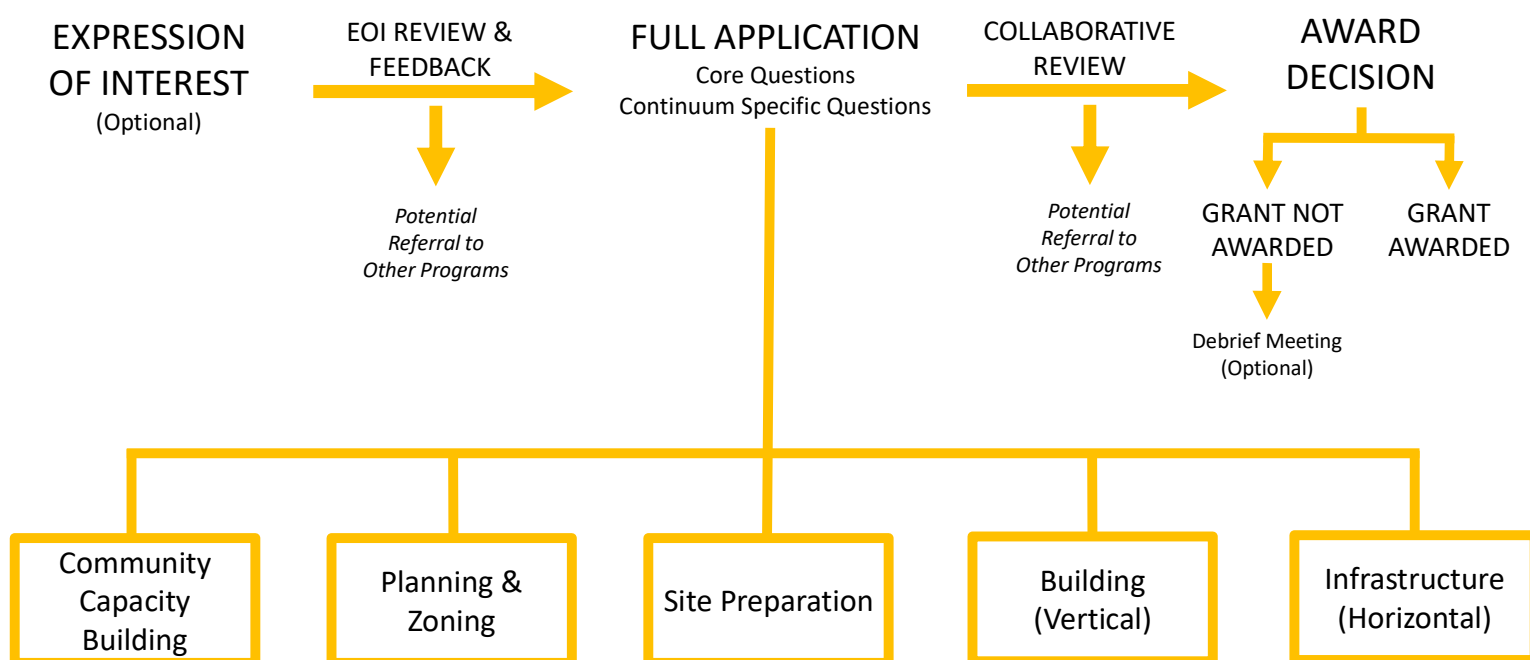 EXPRESSION
OF INTEREST
(Optional)
EOI REVIEW &
FEEDBACK
Potential
Referral to
Other Programs
FULL APPLICATION
Core Questions
Continuum Specific Questions
COLLABORATIVE
REVIEW
Potential
Referral to
Other Programs
AWARD
DECISION
GRANT NOT
AWARDED
GRANT
AWARDED
Debrief Meeting
(Optional)
Community
Capacity
Building
Planning &
Zoning
Site Preparation
Building
(Vertical)
Infrastructure
(Horizontal)